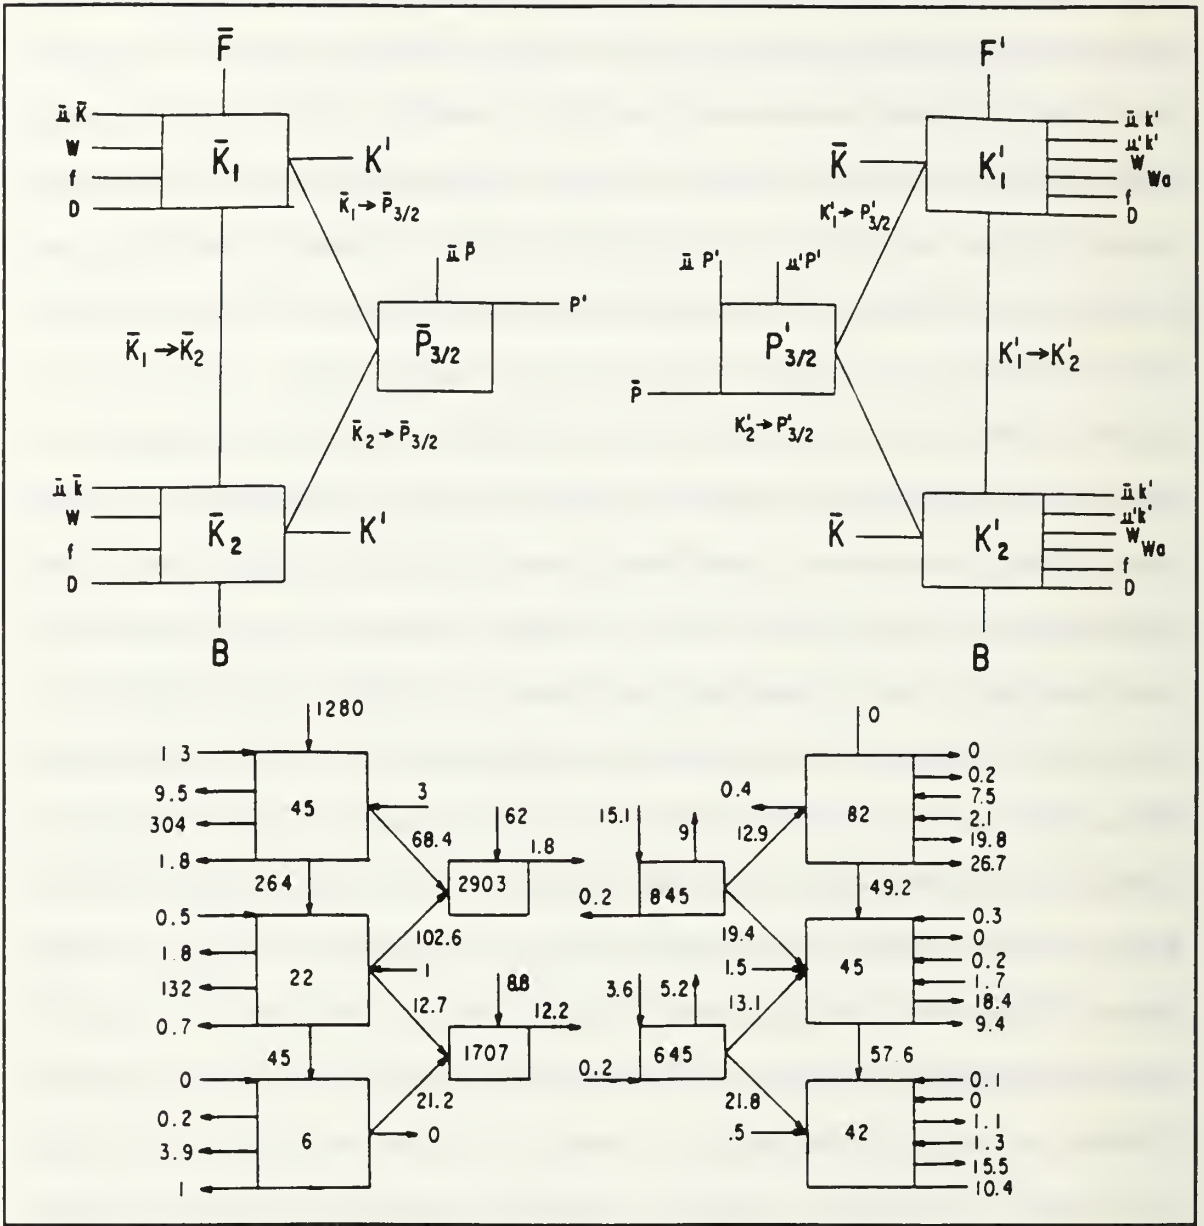 F̄ F'
μ̄ K̄
W
f
D
K̄₁
K'
K̄₁→P̄₃/₂
K̄
K'₁
μ̄ k'
μ'k'
W
Wa
f
D
K'₁→P'₃/₂
μ̄ P̄
P̄₃/₂
P'
μ̄ P'
μ'P'
P'₃/₂
P̄
K̄₁→K̄₂
K'₁→K'₂
K̄₂→P̄₃/₂
K'₂→P'₃/₂
μ̄ k̄
W
f
D
K̄₂
K'
K̄
K'₂
μ̄ k'
μ'k'
W
Wa
f
D
B B
1280
1.3
9.5
304
1.8
45
3
68.4
264
62
2903
1.8
0.5
1.8
132
0.7
22
102.6
1
12.7
45
8.8
1707
12.2
0
0.2
3.9
1
6
21.2
0
0
0.4
82
0
0.2
7.5
2.1
19.8
26.7
15.1
9
12.9
845
0.2
49.2
19.4
1.5
45
0.3
0
0.2
1.7
18.4
9.4
3.6
5.2
13.1
645
0.2
57.6
21.8
.5
42
0.1
0
1.1
1.3
15.5
10.4